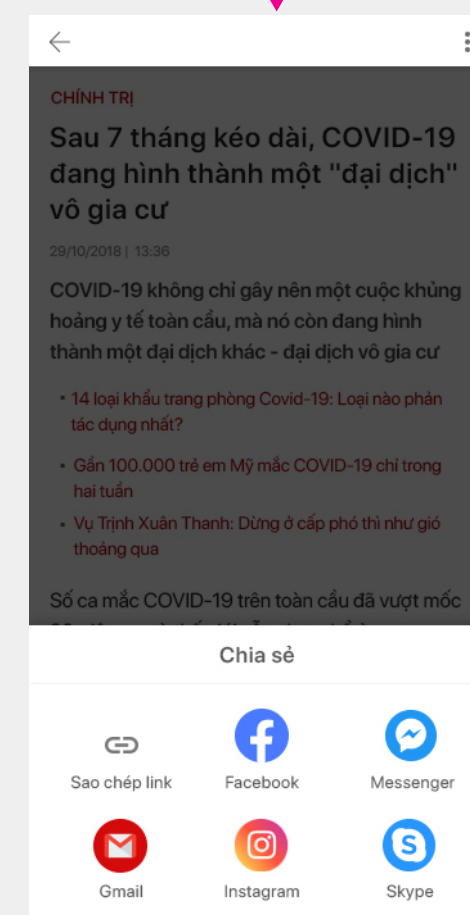 CHÍNH TRỊ
Sau 7 tháng kéo dài, COVID-19
đang hình thành một "đại dịch"
vô gia cư
29/10/2018 | 13:36
COVID-19 không chỉ gây nên một cuộc khủng
hoảng y tế toàn cầu, mà nó còn đang hình
thành một đại dịch khác - đại dịch vô gia cư
• 14 loại khẩu trang phòng Covid-19: Loại nào phản
tác dụng nhất?
• Gần 100.000 trẻ em Mỹ mắc COVID-19 chỉ trong
hai tuần
• Vụ Trịnh Xuân Thanh: Dừng ở cấp phó thì như gió
thoảng qua
Số ca mắc COVID-19 trên toàn cầu đã vượt mốc
Chia sẻ
Sao chép link
Facebook
Messenger
Gmail
Instagram
Skype